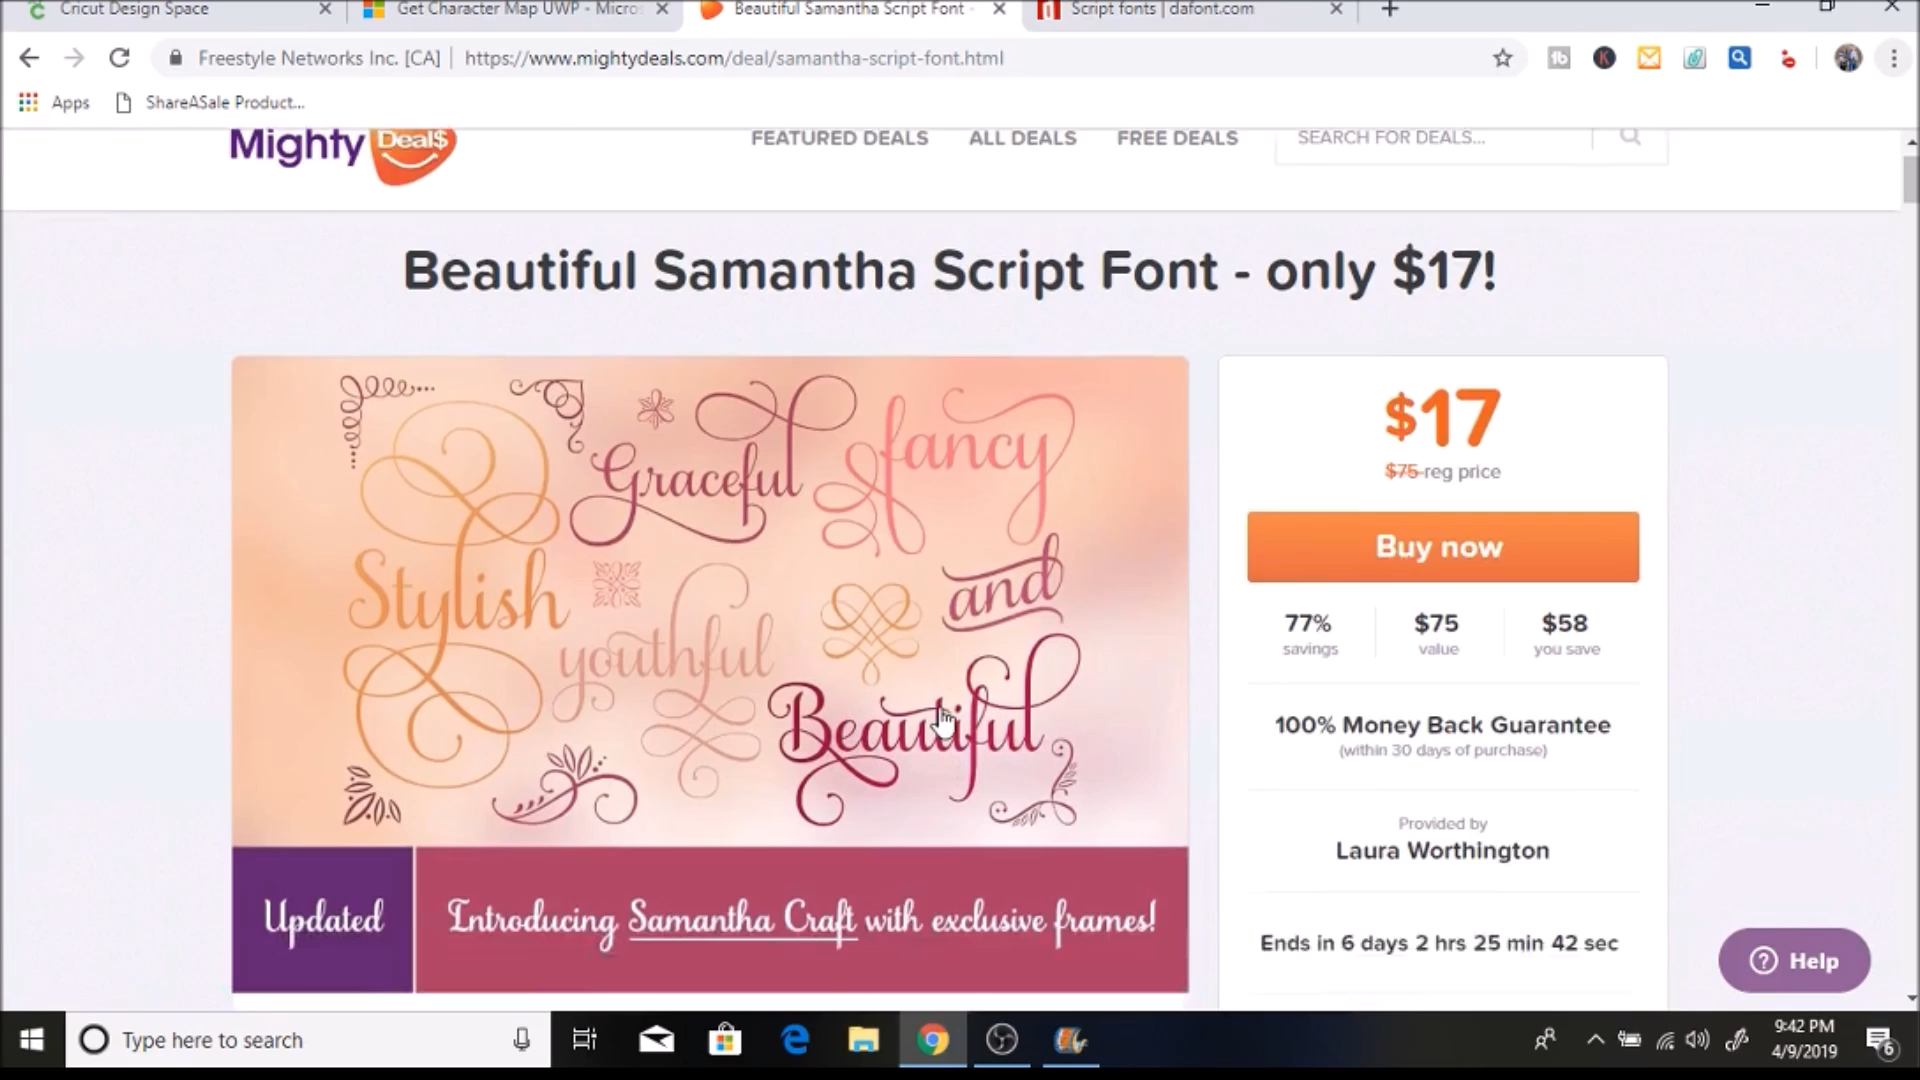 Cricut Design Space
Get Character Map UWP - Micros
Beautiful Samantha Script Font -
Script fonts | dafont.com
Freestyle Networks Inc. [CA] | https://www.mightydeals.com/deal/samantha-script-font.html
Apps
ShareASale Product...
Mighty Deal$
FEATURED DEALS
ALL DEALS
FREE DEALS
SEARCH FOR DEALS...
Beautiful Samantha Script Font - only $17!
Graceful
fancy
Stylish
and
youthful
Beautiful
Updated
Introducing Samantha Craft with exclusive frames!
$17
$75 reg price
Buy now
77%
savings
$75
value
$58
you save
100% Money Back Guarantee
(within 30 days of purchase)
Provided by
Laura Worthington
Ends in 6 days 2 hrs 25 min 42 sec
? Help
Type here to search
9:42 PM
4/9/2019
6